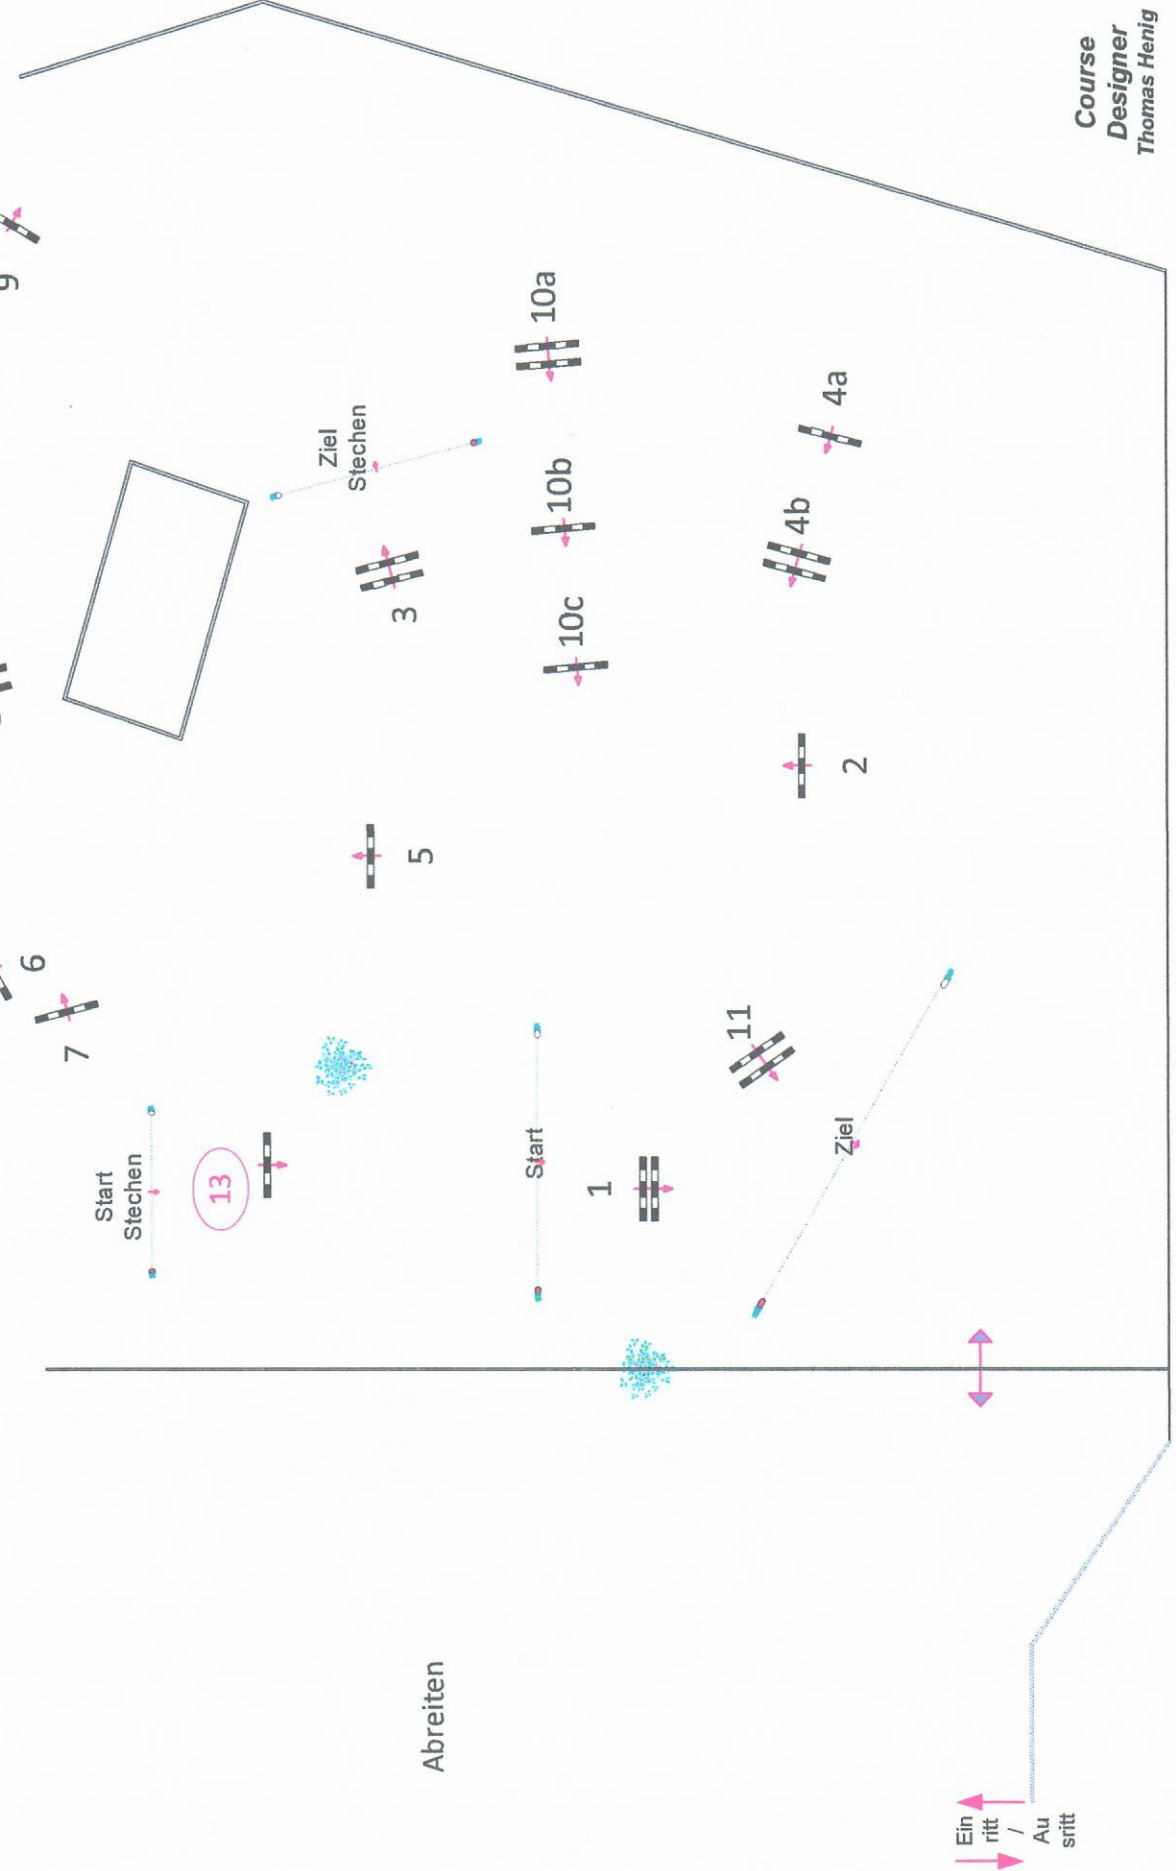 Course
Designer
Thomas Henig
9
10a
Ziel
Stechen
4a
10b
4b
3
10c
2
5
6
7
11
Start
Stechen
13
Start
1
Ziel
Abreiten
Ein
ritt
/
Au
sritt